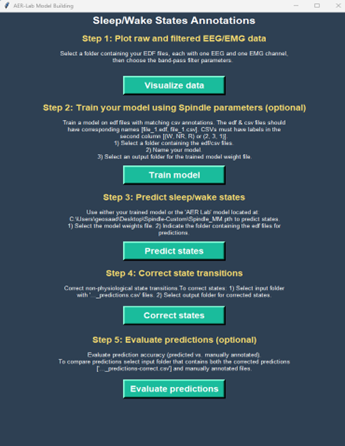 AER-Lab Model Building
Sleep/Wake States Annotations
Step 1: Plot raw and filtered EEG/EMG data
Select a folder containing your EDF files, each with one EEG and one EMG channel,
then choose the band-pass filter parameters.
Visualize data
Step 2: Train your model using Spindle parameters (optional)
Train a model on edf files with matching csv annotations. The edf & csv files should
have corresponding names [file_1.edf, file_1.csv]. CSVs must have labels in the
second column [(W, NR, R) or (2, 3, 1)].
1) Select a folder containing the edf/csv files.
2) Name your model
3) Select an output folder for the trained model weight file.
Train model
Step 3: Predict sleep/wake states
Use either your trained model or the 'AER Lab' model located at:
C:\Users\geossaad\Desktop\Spindle-Custom\Spindle_MM.pth to predict states
1) Select the model weights file. 2) Indicate the folder containing the edf files for
predictions.
Predict states
Step 4: Correct state transitions
Correct non-physiological state transitions.To correct states: 1) Select input folder
with '..._predictions.csv' files. 2) Select output folder for corrected states.
Correct states
Step 5: Evaluate predictions (optional)
Evaluate prediction accuracy (predicted vs. manually annotated).
To compare predictions select input folder that contains both the corrected predictions
['..._predictions-correct.csv'] and manually annotated files.
Evaluate predictions